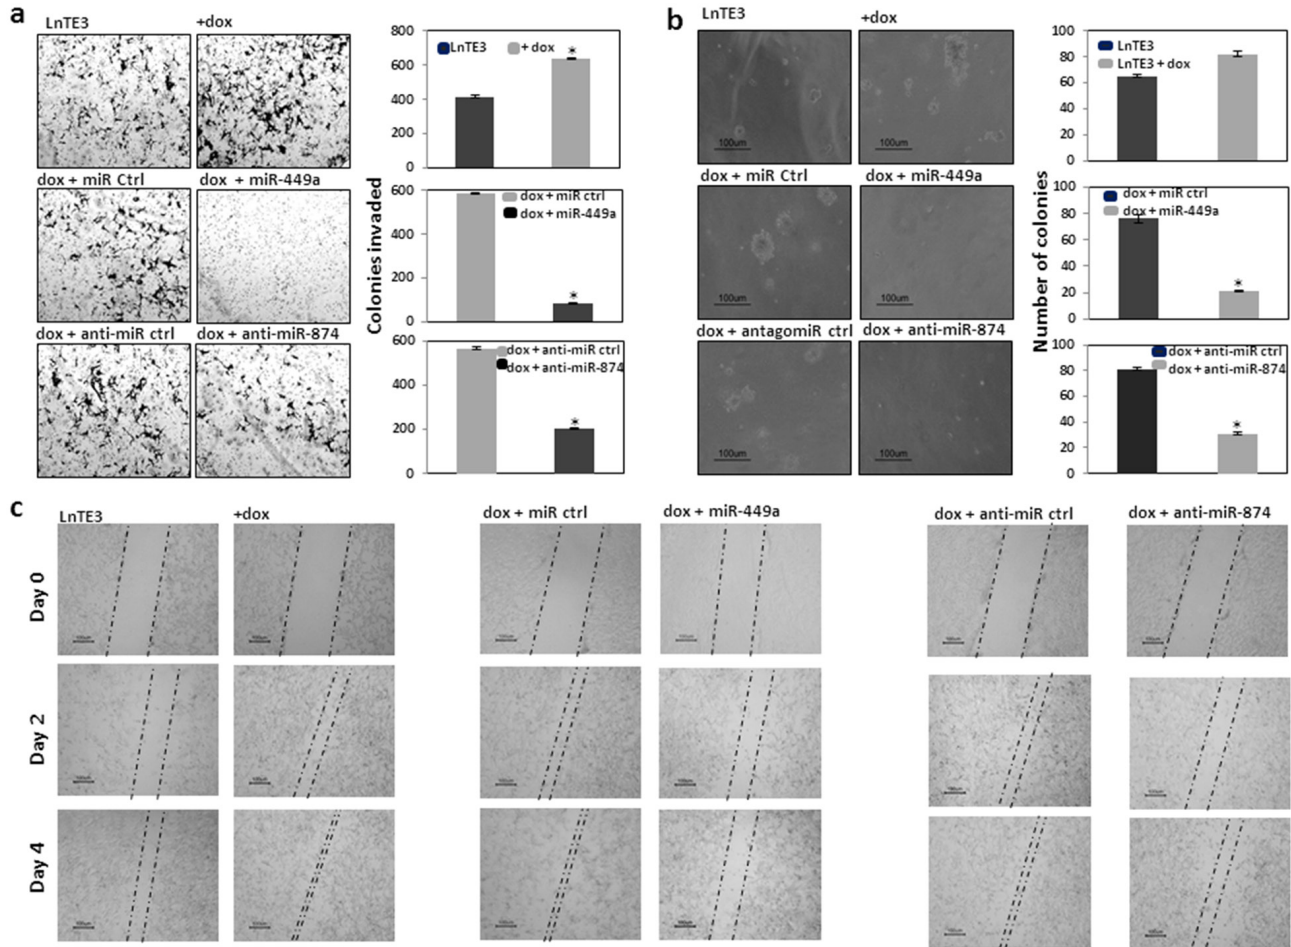 a
LnTE3
+dox
dox + miR Ctrl
dox + miR-449a
dox + anti-miR ctrl
dox + anti-miR-874
Colonies invaded
800
600
400
200
0
LnTE3
+ dox
*
600
400
200
0
dox + miR ctrl
dox + miR-449a
*
600
400
200
0
dox + anti-miR ctrl
dox + anti-miR-874
*
b
LnTE3
+dox
100um
100um
dox + miR Ctrl
dox + miR-449a
100um
100um
dox + antagomiR ctrl
dox + anti-miR-874
100um
100um
Number of colonies
100
80
60
40
20
0
LnTE3
LnTE3 + dox
100
80
60
40
20
0
dox + miR ctrl
dox + miR-449a
*
100
80
60
40
20
0
dox + anti-miR ctrl
dox + anti-miR-874
*
c
LnTE3
+dox
dox + miR ctrl
dox + miR-449a
dox + anti-miR ctrl
dox + anti-miR-874
Day 0
Day 2
Day 4